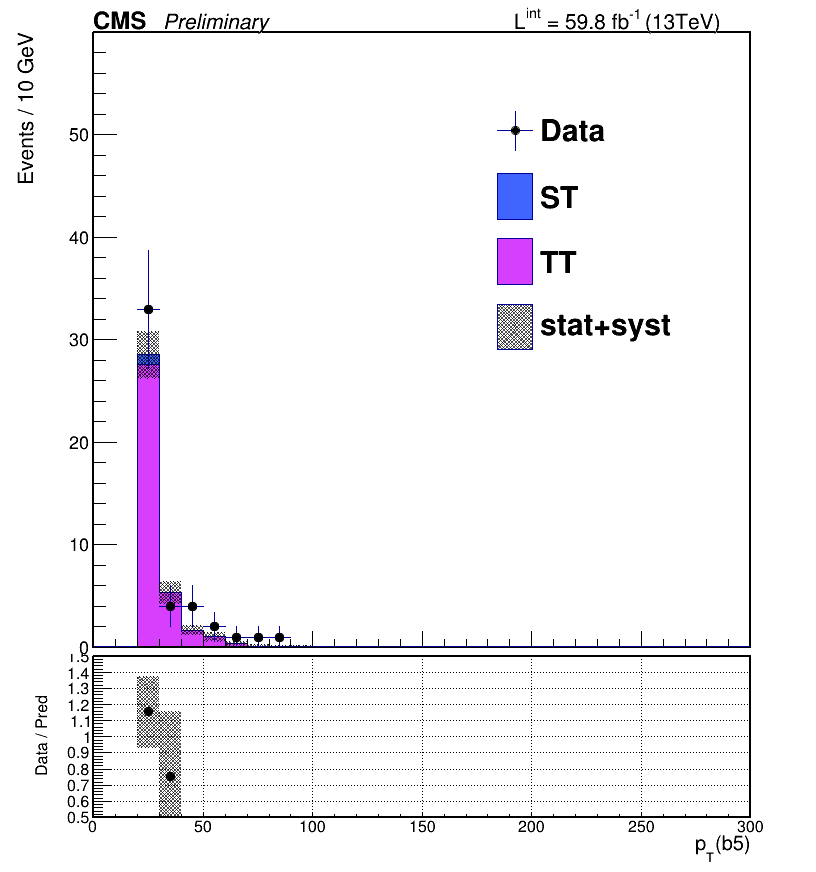 CMS Preliminary L^int = 59.8 fb^-1 (13TeV)
Events / 10 GeV
50
40
30
20
10
0
Data
ST
TT
stat+syst
Data / Pred
1.5
1.4
1.3
1.2
1.1
1
0.9
0.8
0.7
0.6
0.5
0 50 100 150 200 250 300
p_T(b5)